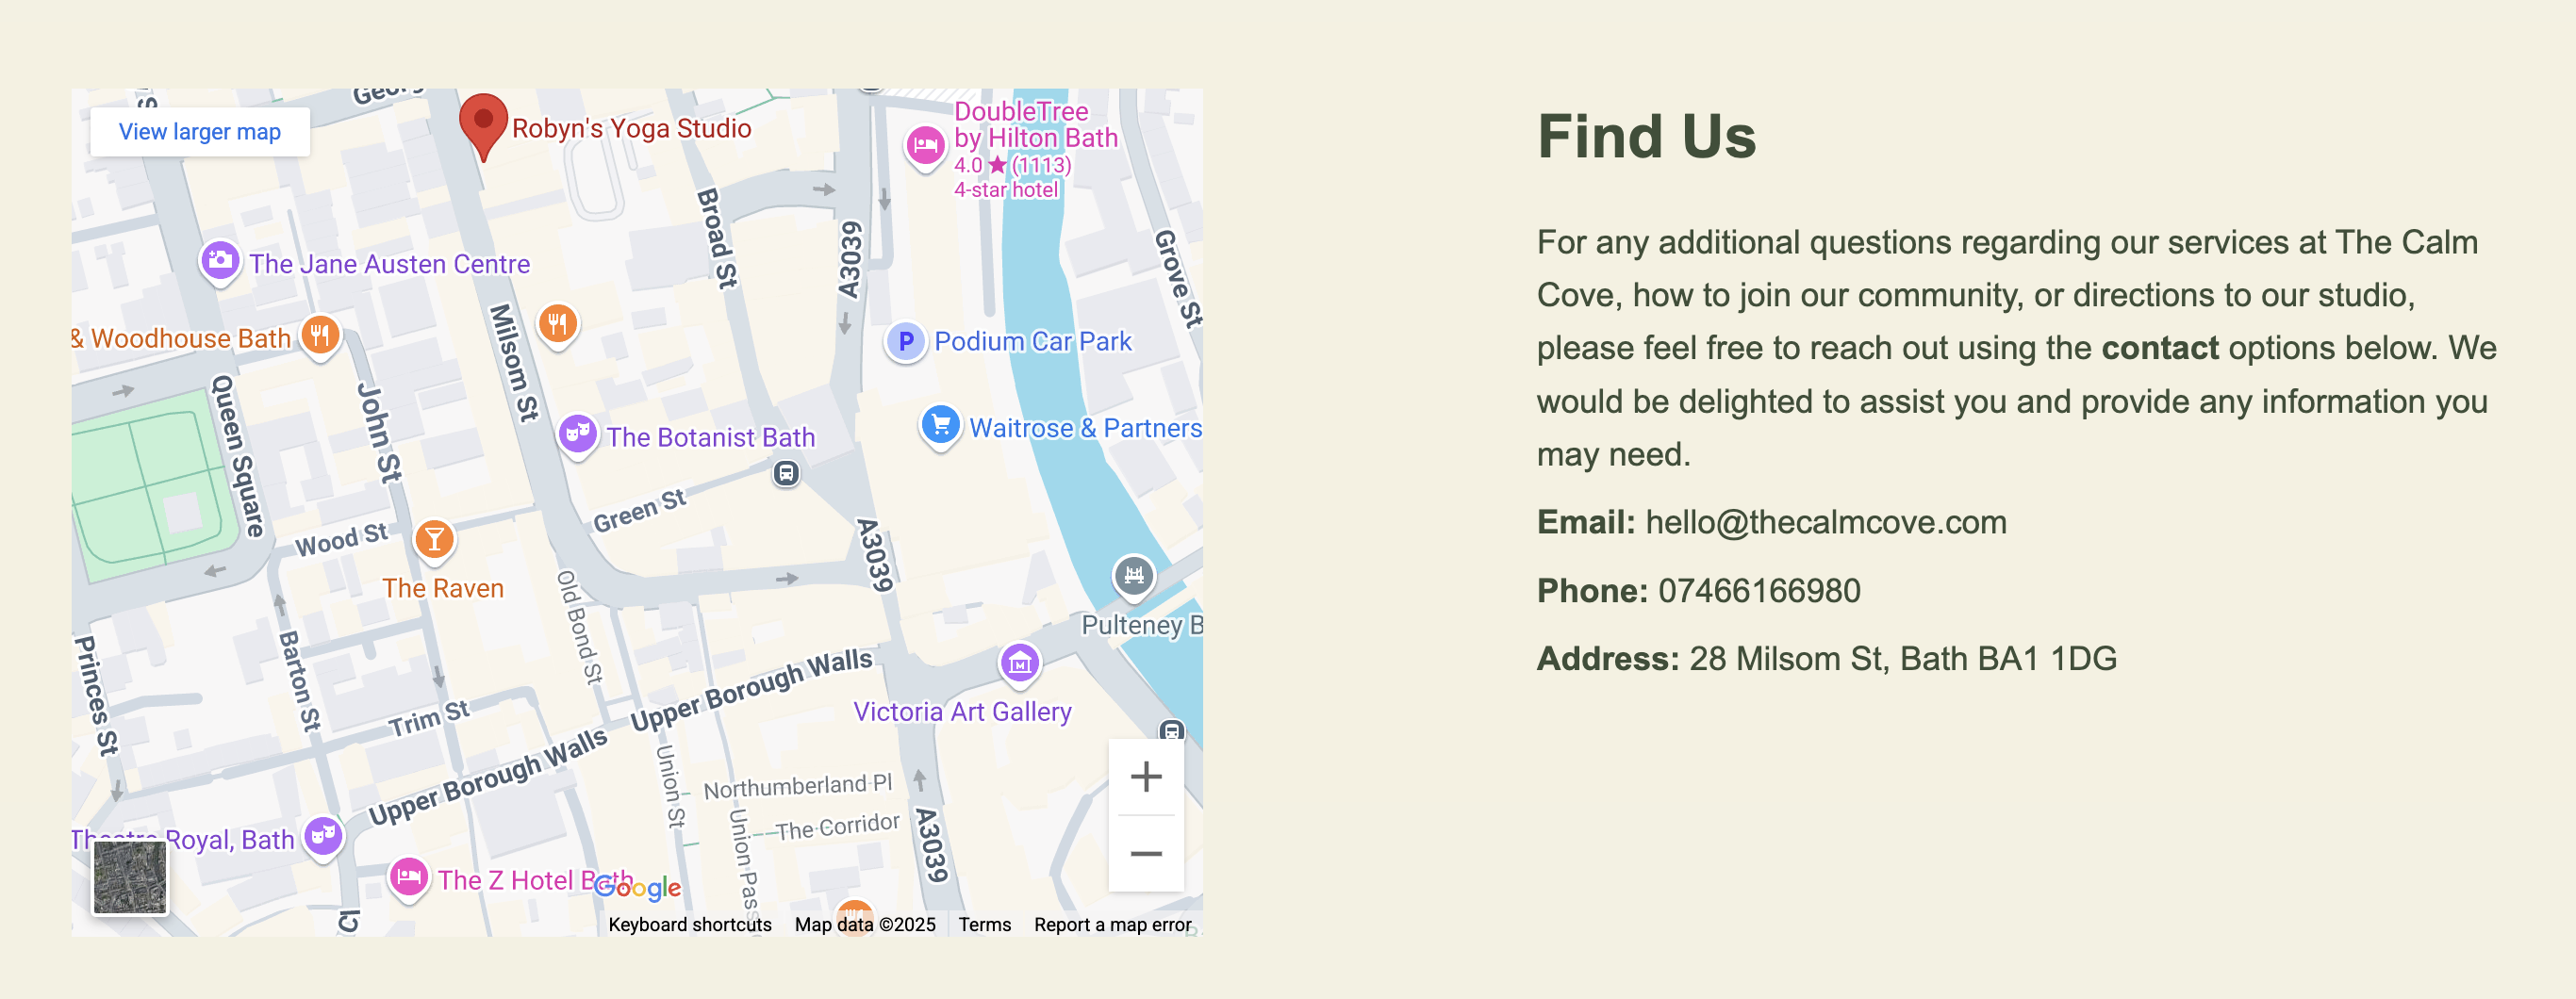 Georg
View larger map
Robyn's Yoga Studio
DoubleTree
by Hilton Bath
4.0 ★ (1113)
4-star hotel
Broad St
A3039
Grove St
The Jane Austen Centre
& Woodhouse Bath
Milsom St
P
Podium Car Park
Queen Square
John St
Waitrose & Partners
The Botanist Bath
Green St
Wood St
A3039
The Raven
Old Bond St
Pulteney B
Princes St
Barton St
Upper Borough Walls
Victoria Art Gallery
Trim St
Upper Borough Walls
Union St
Northumberland Pl
The Corridor
Union Pass
A3039
Theatre Royal, Bath
The Z Hotel Bath
Google
Keyboard shortcuts
Map data ©2025
Terms
Report a map error
Find Us
For any additional questions regarding our services at The Calm
Cove, how to join our community, or directions to our studio,
please feel free to reach out using the contact options below. We
would be delighted to assist you and provide any information you
may need.
Email: hello@thecalmcove.com
Phone: 07466166980
Address: 28 Milsom St, Bath BA1 1DG